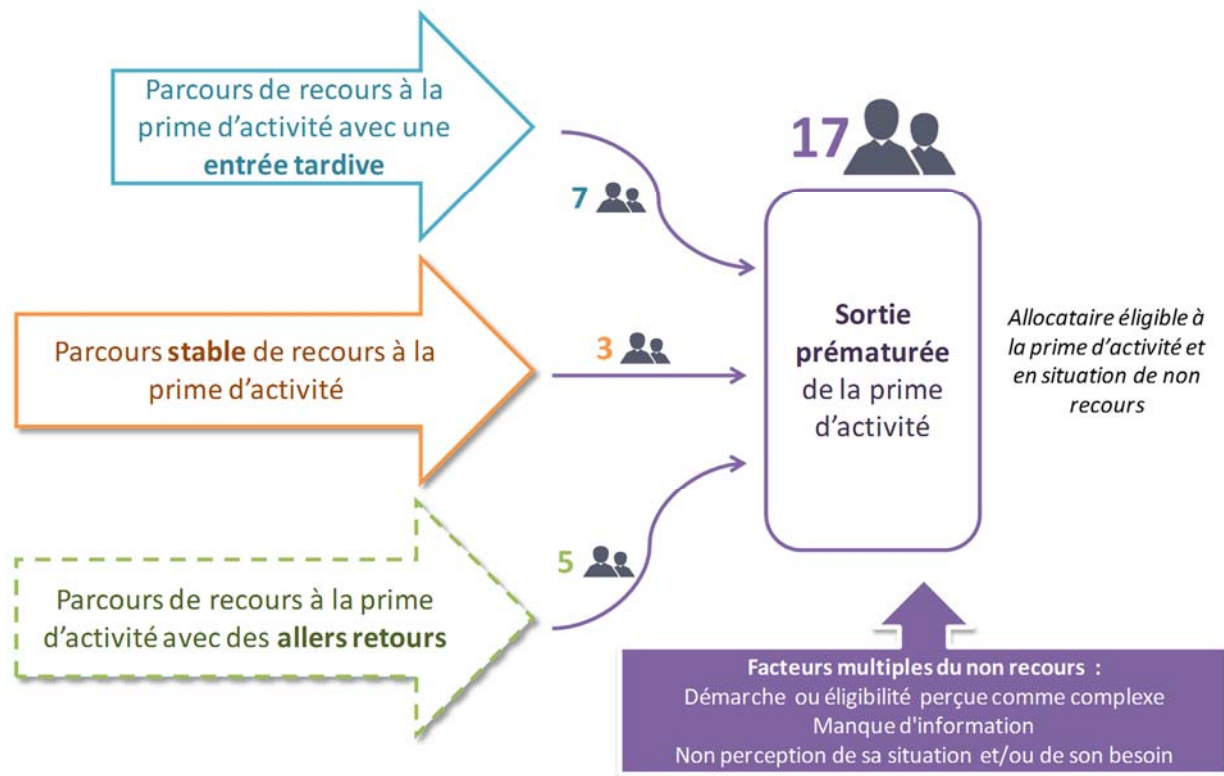 Parcours de recours à la
prime d'activité avec une
entrée tardive
7
17
Parcours stable de recours à la
prime d'activité
3
Sortie
prématurée
de la prime
d'activité
Allocataire éligible à
la prime d'activité et
en situation de non
recours
Parcours de recours à la prime
d'activité avec des allers retours
5
Facteurs multiples du non recours :
Démarche ou éligibilité perçue comme complexe
Manque d'information
Non perception de sa situation et/ou de son besoin